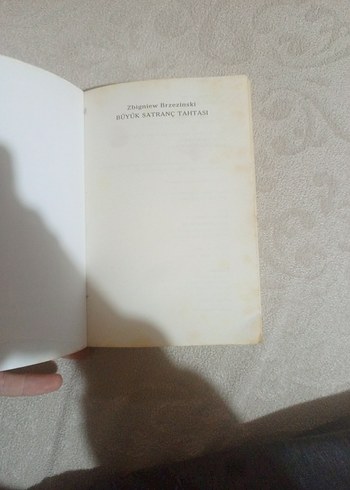 Zbigniew Brzezinski
BÜYÜK SATRANÇ TAHTASI